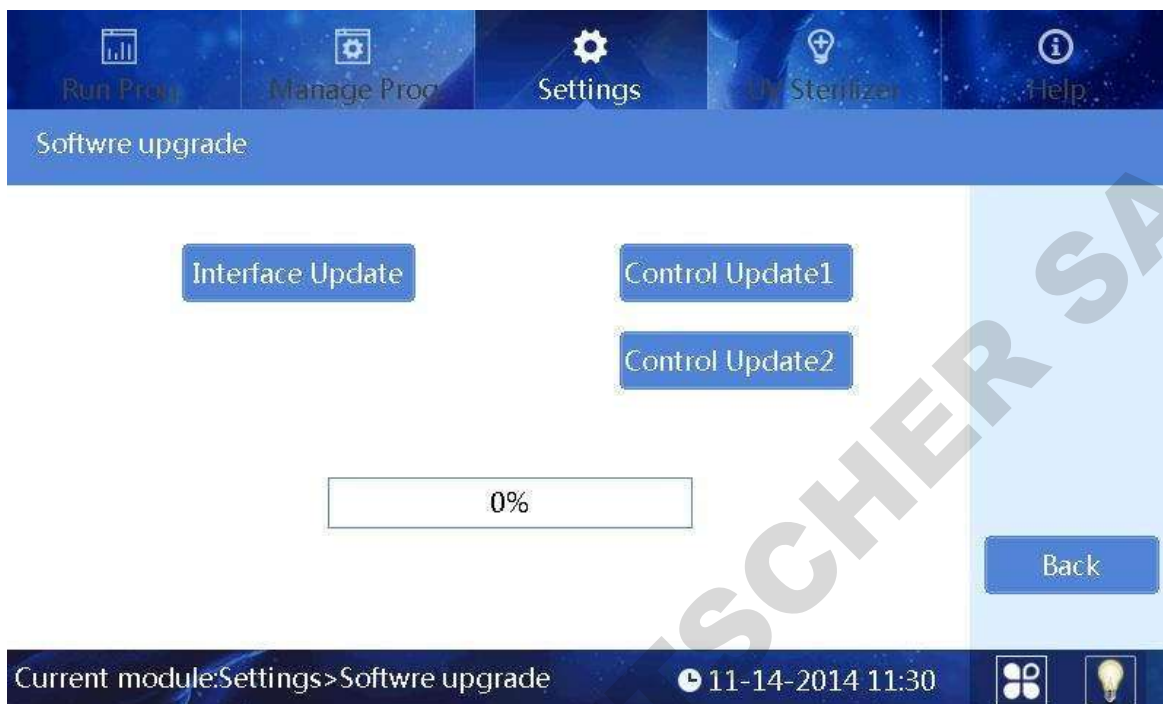 Run Prog
Manage Prog
Settings
UV Sterilizer
Help
Softwre upgrade
Interface Update
Control Update1
Control Update2
0%
Back
Current module:Settings>Softwre upgrade
11-14-2014 11:30